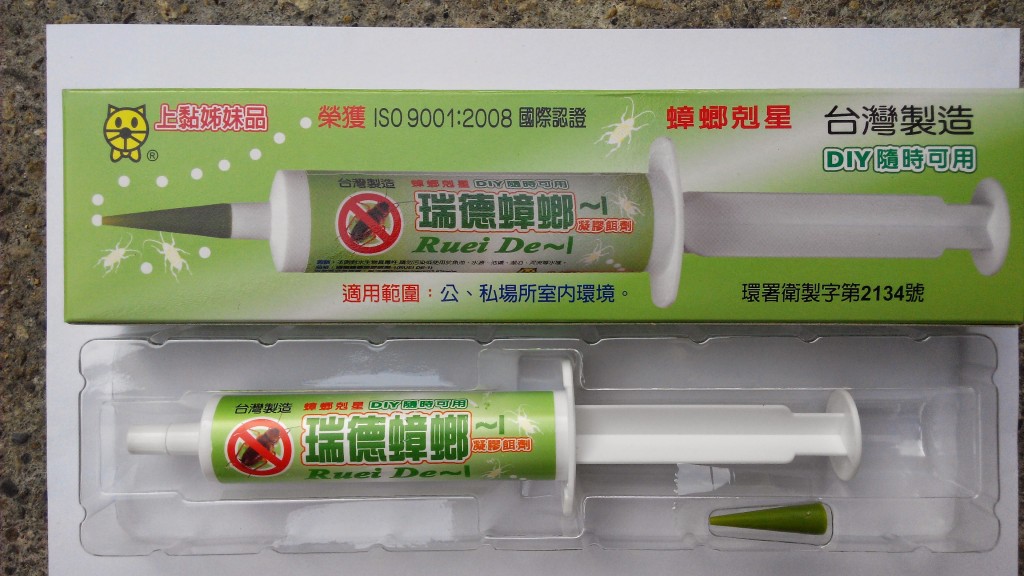 上黏姊妹品
®
榮獲 ISO 9001:2008 國際認證
蟑螂剋星
台灣製造
DIY隨時可用
台灣製造 蟑螂剋星 DIY隨時可用
瑞德蟑螂~1
凝膠餌劑
Ruei De~1
適用範圍：公、私場所室內環境。
環署衛製字第2134號
台灣製造 蟑螂剋星 DIY隨時可用
瑞德蟑螂~1
凝膠餌劑
Ruei De~1